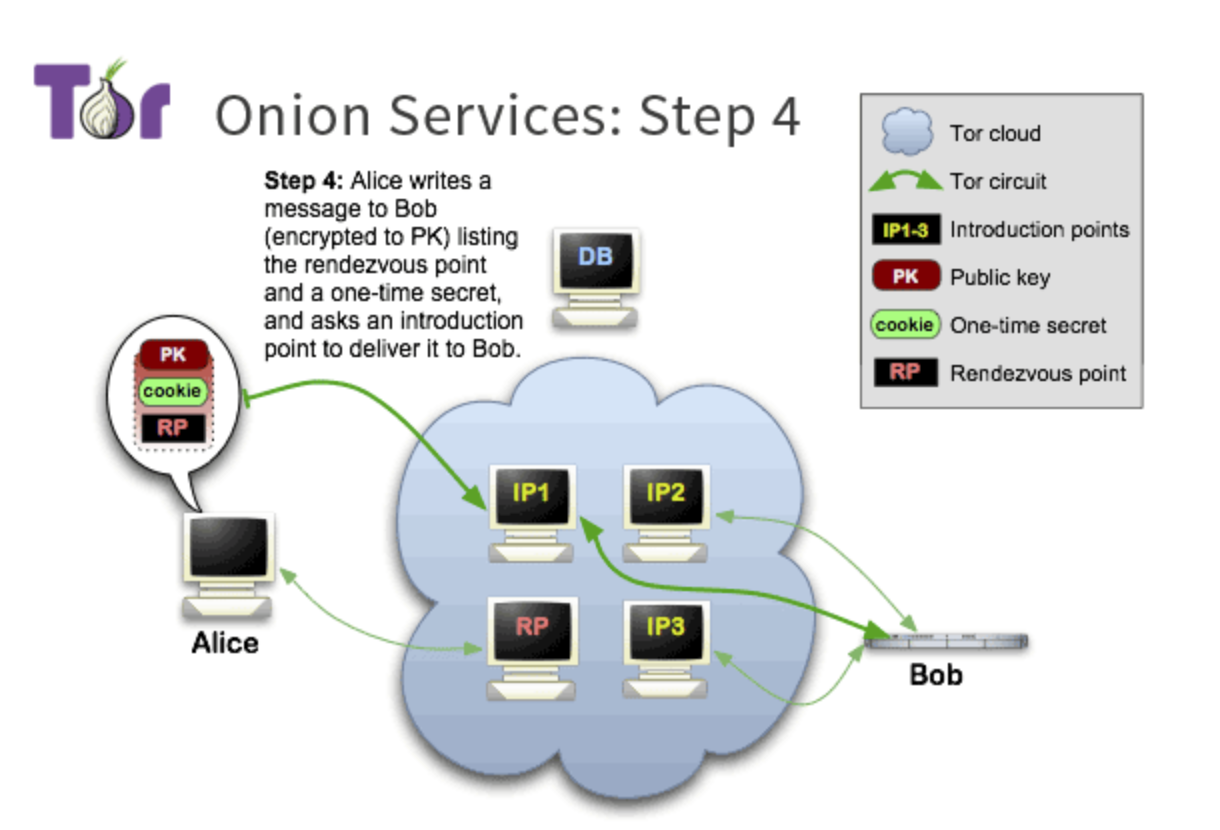 Tor
Onion Services: Step 4
Step 4: Alice writes a
message to Bob
(encrypted to PK) listing
the rendezvous point
and a one-time secret,
and asks an introduction
point to deliver it to Bob.
DB
Tor cloud
Tor circuit
IP1-3 Introduction points
PK Public key
cookie One-time secret
RP Rendezvous point
PK
cookie
RP
IP1
IP2
RP
IP3
Alice
Bob